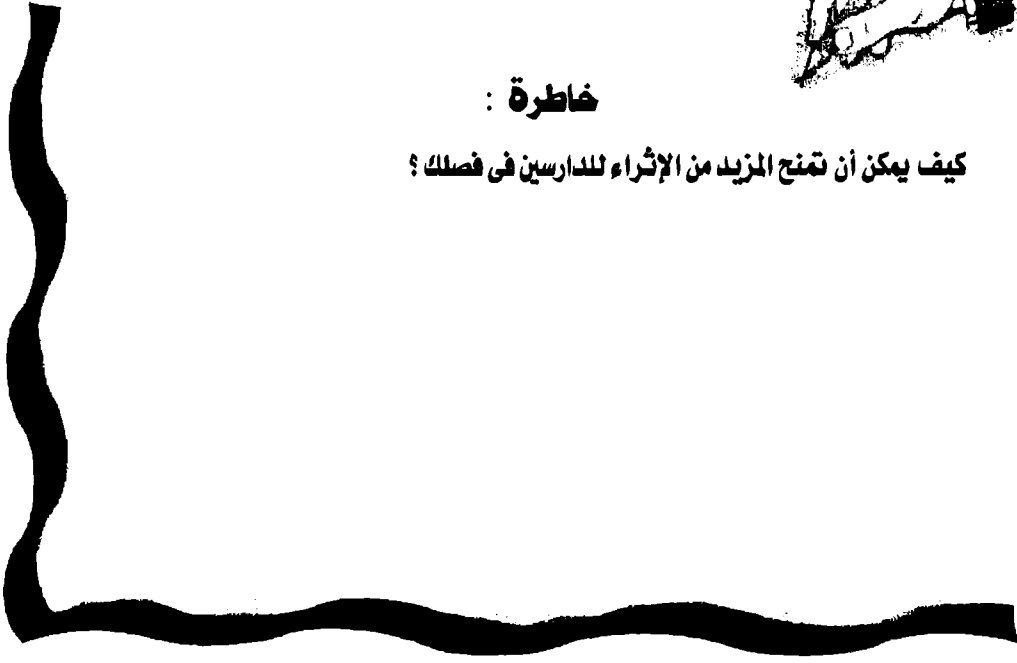 خاطرة :
كيف يمكن أن تمنح المزيد من الإثراء للدارسين فى فصلك ؟